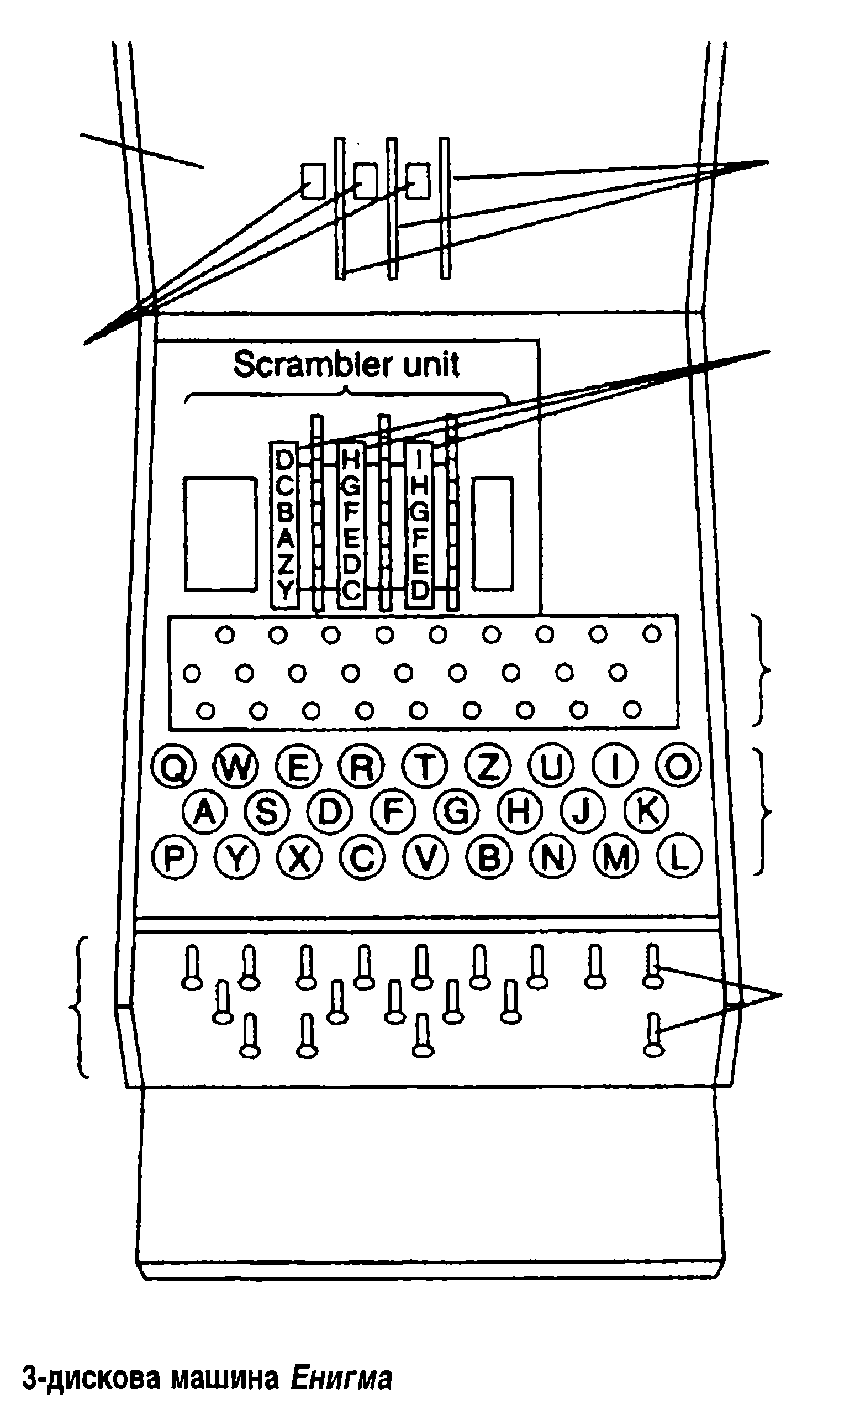 Scrambler unit
D H I
C G H
B F G
A E F
Z D E
Y C D
Q W E R T Z U I O
A S D F G H J K
P Y X C V B N M L
3-дискова машина Енигма